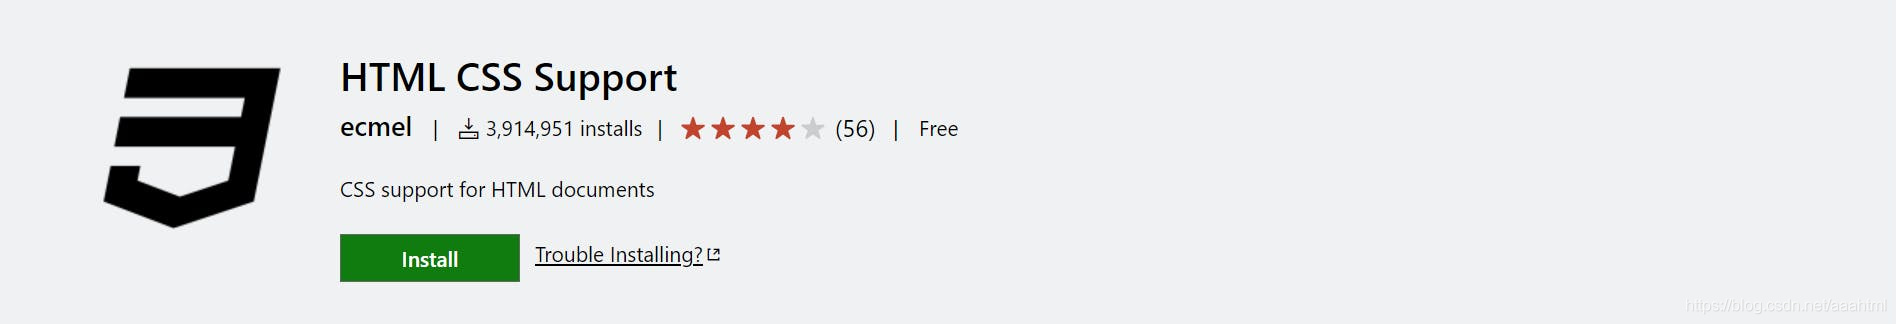 HTML CSS Support
ecmel | 3,914,951 installs | (56) | Free
CSS support for HTML documents
Install Trouble Installing?
https://blog.csdn.net/aaahtml